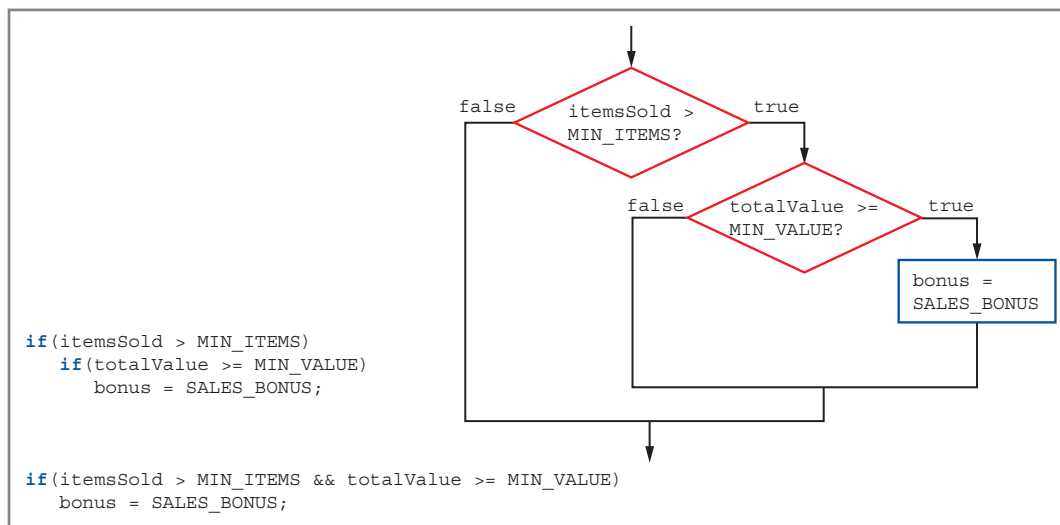 false
itemsSold >
MIN_ITEMS?
true
false
totalValue >=
MIN_VALUE?
true
bonus =
SALES_BONUS
if(itemsSold > MIN_ITEMS)
if(totalValue >= MIN_VALUE)
bonus = SALES_BONUS;
if(itemsSold > MIN_ITEMS && totalValue >= MIN_VALUE)
bonus = SALES_BONUS;